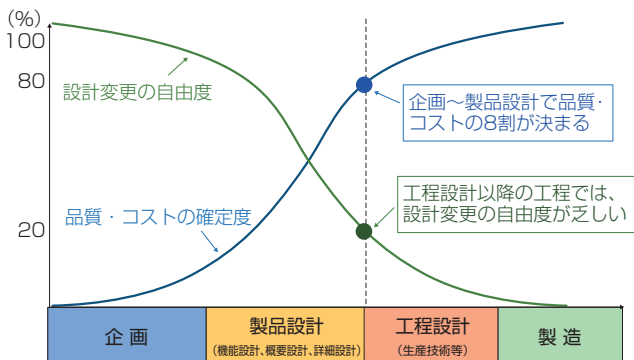 (%)
100
80
20
設計変更の自由度
品質・コストの確定度
企画～製品設計で品質・
コストの8割が決まる
工程設計以降の工程では、
設計変更の自由度が乏しい
企画
製品設計
(機能設計、概要設計、詳細設計)
工程設計
(生産技術等)
製造